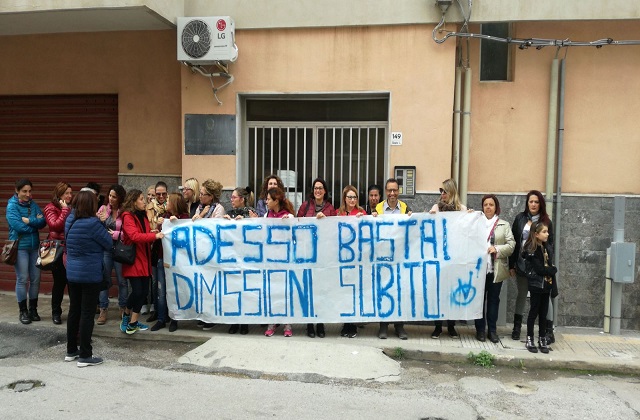 LG
149
ADESSO BASTA!
DIMISSIONI. SUBITO.